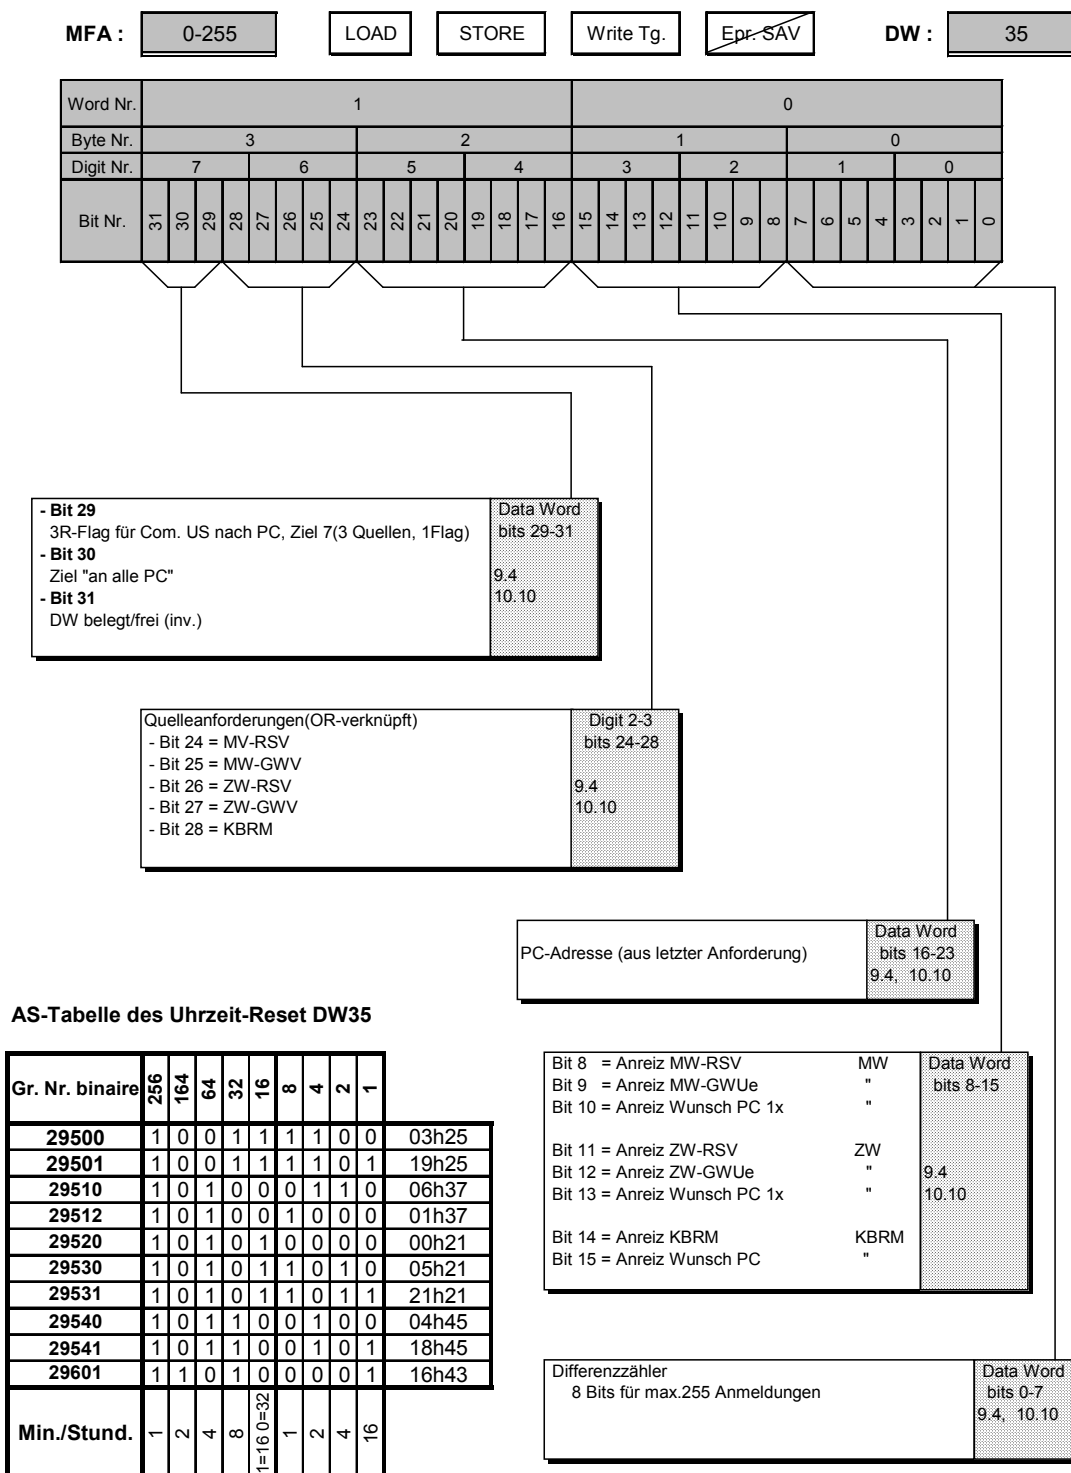 MFA : 0-255 LOAD STORE Write Tg. Epr. SAV DW : 35
Word Nr. 1 0
Byte Nr. 3 2 1 0
Digit Nr. 7 6 5 4 3 2 1 0
Bit Nr. 31 30 29 28 27 26 25 24 23 22 21 20 19 18 17 16 15 14 13 12 11 10 9 8 7 6 5 4 3 2 1 0
- Bit 29
3R-Flag für Com. US nach PC, Ziel 7(3 Quellen, 1Flag)
- Bit 30
Ziel "an alle PC"
- Bit 31
DW belegt/frei (inv.)
Data Word
bits 29-31
9.4
10.10
Quelleanforderungen(OR-verknüpft)
- Bit 24 = MV-RSV
- Bit 25 = MW-GWV
- Bit 26 = ZW-RSV
- Bit 27 = ZW-GWV
- Bit 28 = KBRM
Digit 2-3
bits 24-28
9.4
10.10
PC-Adresse (aus letzter Anforderung)
Data Word
bits 16-23
9.4, 10.10
AS-Tabelle des Uhrzeit-Reset DW35
Gr. Nr. binaire 256 164 64 32 16 8 4 2 1
29500 1 0 0 1 1 1 1 0 0 03h25
29501 1 0 0 1 1 1 1 0 1 19h25
29510 1 0 1 0 0 0 1 1 0 06h37
29512 1 0 1 0 0 1 0 0 0 01h37
29520 1 0 1 0 1 0 0 0 0 00h21
29530 1 0 1 0 1 1 0 1 0 05h21
29531 1 0 1 0 1 1 0 1 1 21h21
29540 1 0 1 1 0 0 1 0 0 04h45
29541 1 0 1 1 0 0 1 0 1 18h45
29601 1 1 0 1 0 0 0 0 1 16h43
Min./Stund. 1 2 4 8 1=16 0=32 1 2 4 16
Bit 8 = Anreiz MW-RSV MW
Bit 9 = Anreiz MW-GWUe "
Bit 10 = Anreiz Wunsch PC 1x "
Bit 11 = Anreiz ZW-RSV ZW
Bit 12 = Anreiz ZW-GWUe "
Bit 13 = Anreiz Wunsch PC 1x "
Bit 14 = Anreiz KBRM KBRM
Bit 15 = Anreiz Wunsch PC "
Data Word
bits 8-15
9.4
10.10
Differenzzähler
8 Bits für max.255 Anmeldungen
Data Word
bits 0-7
9.4, 10.10